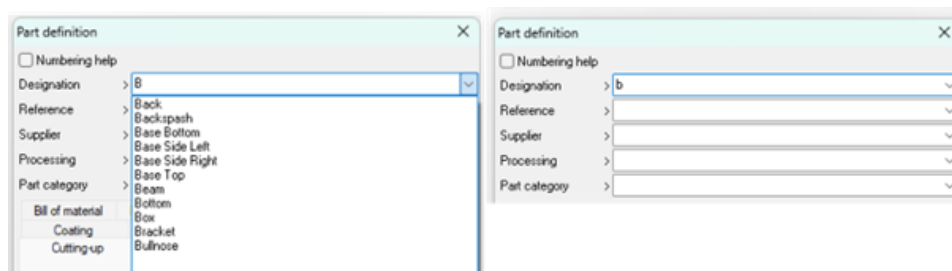 Part definition
Numbering help
Designation > B
Reference >
Supplier >
Processing >
Part category >
Back
Backspash
Base Bottom
Base Side Left
Base Side Right
Base Top
Beam
Bottom
Box
Bracket
Bullnose
Bill of material
Coating
Cutting-up
Part definition
Numbering help
Designation > b
Reference >
Supplier >
Processing >
Part category >